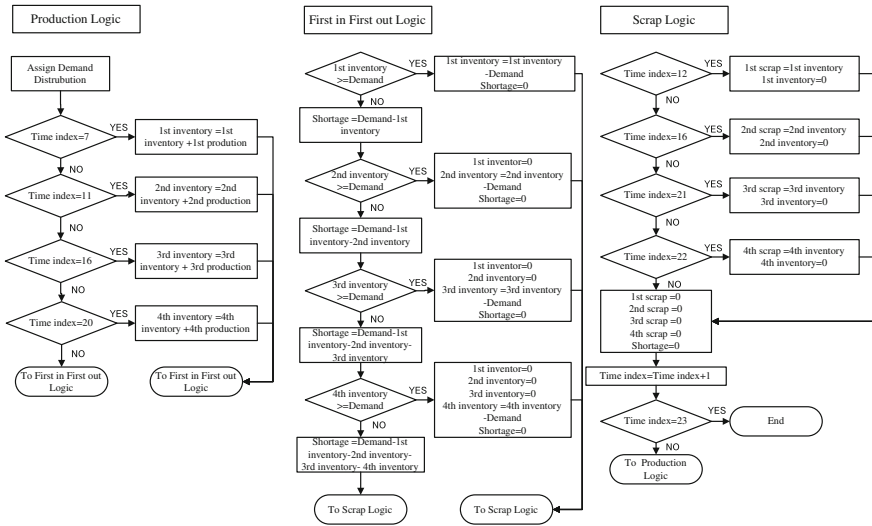 Production Logic
Assign Demand
Distrubution
Time index=7
YES
1st inventory =1st
inventory +1st prodution
NO
Time index=11
YES
2nd inventory =2nd
inventory +2nd production
NO
Time index=16
YES
3rd inventory =3rd
inventory + 3rd production
NO
Time index=20
YES
4th inventory =4th
inventory +4th production
NO
To First in First out
Logic
To First in First out
Logic
First in First out Logic
1st inventory
>=Demand
YES
1st inventory =1st inventory
-Demand
Shortage=0
NO
Shortage =Demand-1st
inventory
2nd inventory
>=Demand
YES
1st inventor=0
2nd inventory =2nd inventory
-Demand
Shortage=0
NO
Shortage =Demand-1st
inventory-2nd inventory
3rd inventory
>=Demand
YES
1st inventor=0
2nd inventory=0
3rd inventory =3rd inventory
-Demand
Shortage=0
NO
Shortage =Demand-1st
inventory-2nd inventory-
3rd inventory
4th inventory
>=Demand
YES
1st inventor=0
2nd inventory=0
3rd inventory=0
4th inventory =4th inventory
-Demand
Shortage=0
NO
Shortage =Demand-1st
inventory-2nd inventory-
3rd inventory- 4th inventory
To Scrap Logic
To Scrap Logic
Scrap Logic
Time index=12
YES
1st scrap =1st inventory
1st inventory=0
NO
Time index=16
YES
2nd scrap =2nd inventory
2nd inventory=0
NO
Time index=21
YES
3rd scrap =3rd inventory
3rd inventory=0
NO
Time index=22
YES
4th scrap =4th inventory
4th inventory=0
NO
1st scrap =0
2nd scrap =0
3rd scrap =0
4th scrap =0
Shortage=0
Time index=Time index+1
Time index=23
YES
End
NO
To Production
Logic